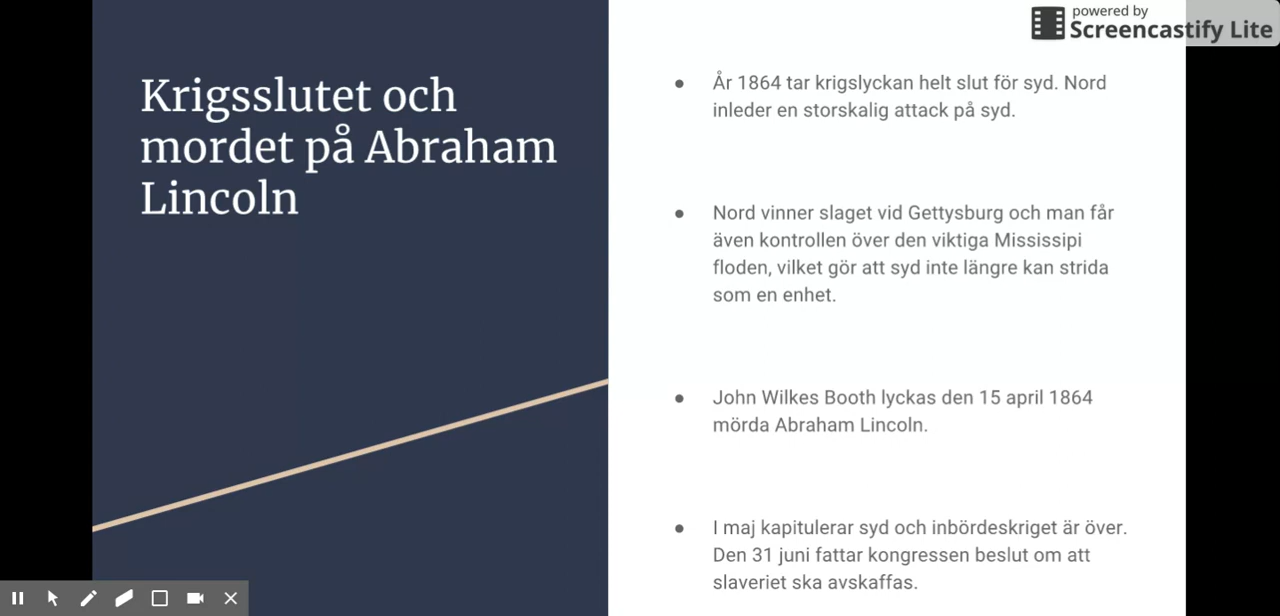 powered by
Screencastify Lite
Krigsslutet och
mordet på Abraham
Lincoln
● År 1864 tar krigslyckan helt slut för syd. Nord
inleder en storskalig attack på syd.
● Nord vinner slaget vid Gettysburg och man får
även kontrollen över den viktiga Mississipi
floden, vilket gör att syd inte längre kan strida
som en enhet.
● John Wilkes Booth lyckas den 15 april 1864
mörda Abraham Lincoln.
● I maj kapitulerar syd och inbördeskriget är över.
Den 31 juni fattar kongressen beslut om att
slaveriet ska avskaffas.